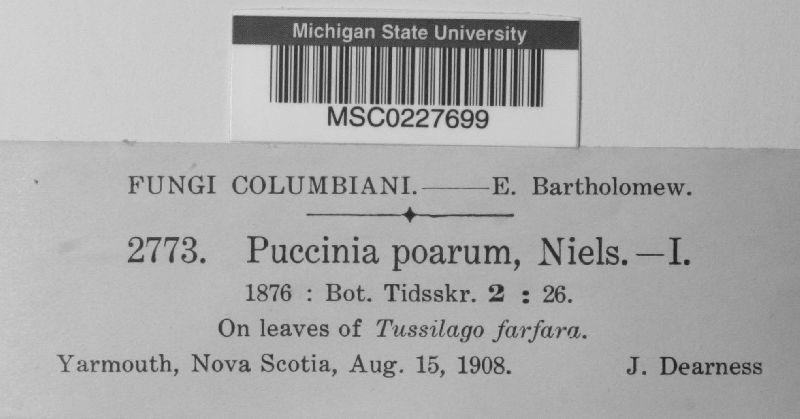 Michigan State University
MSC0227699
FUNGI COLUMBIANI.——E. Bartholomew.
2773. Puccinia poarum, Niels.—I.
1876 : Bot. Tidsskr. 2 : 26.
On leaves of Tussilago farfara.
Yarmouth, Nova Scotia, Aug. 15, 1908. J. Dearness